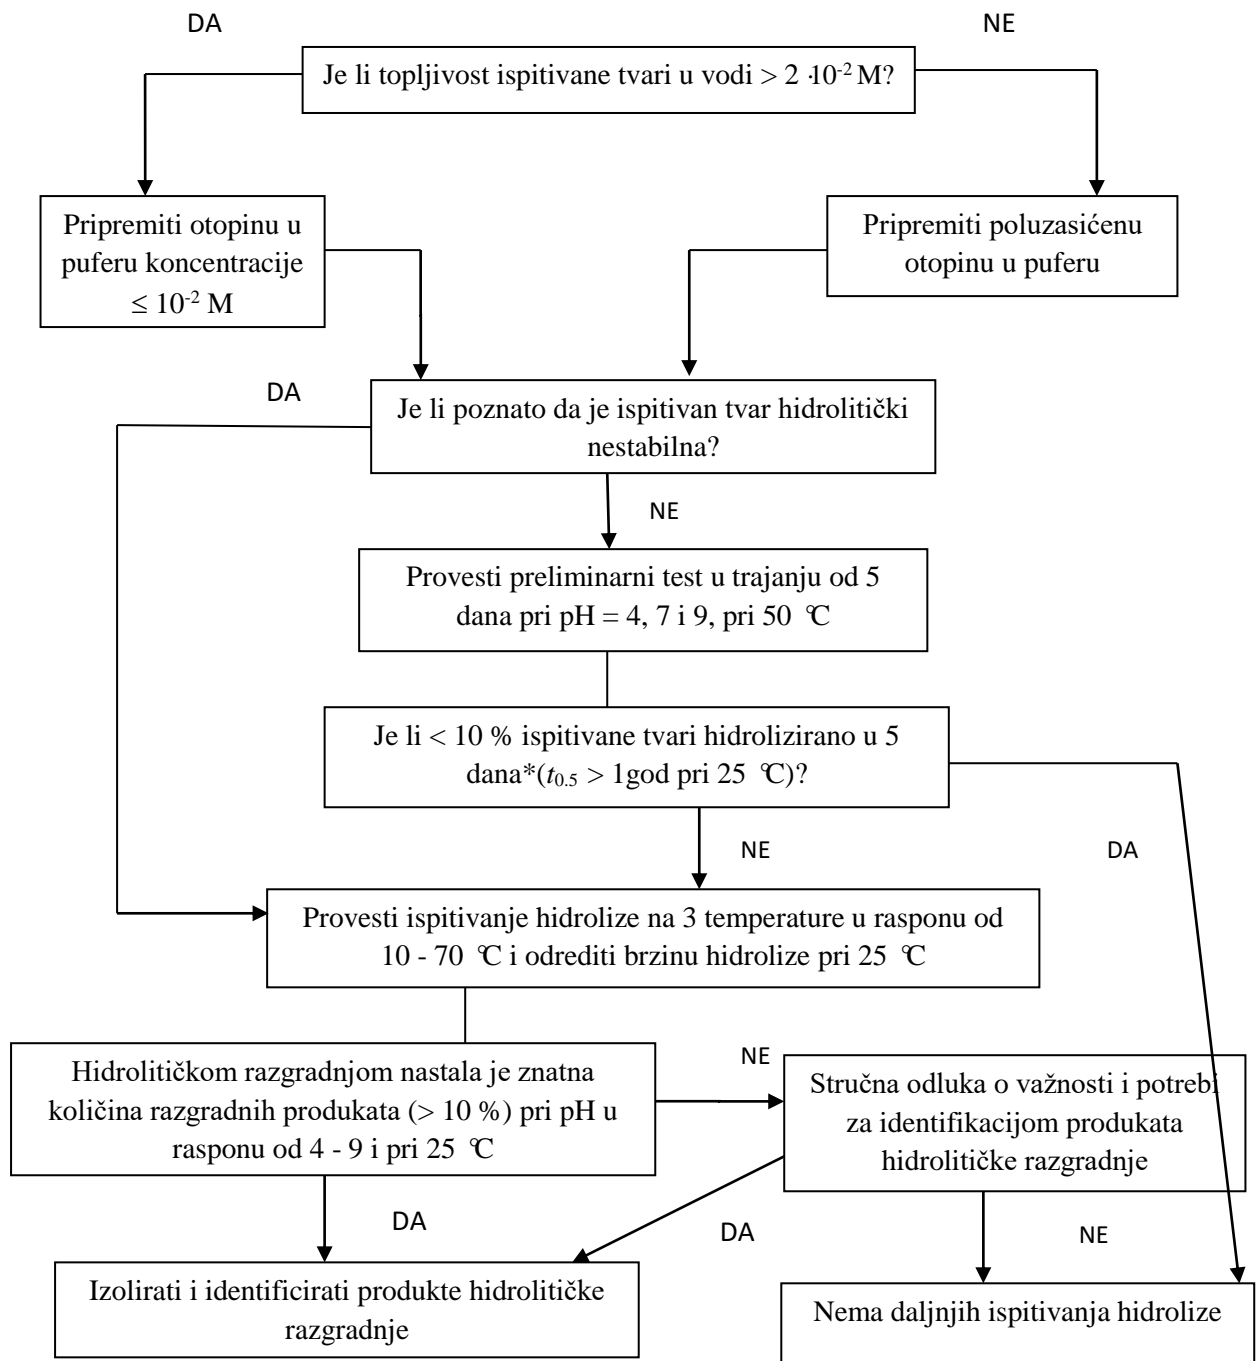 DA
NE
Je li topljivost ispitivane tvari u vodi > 2 ·10⁻² M?
Pripremiti otopinu u
puferu koncentracije
≤ 10⁻² M
Pripremiti poluzasićenu
otopinu u puferu
DA
Je li poznato da je ispitivan tvar hidrolitički
nestabilna?
NE
Provesti preliminarni test u trajanju od 5
dana pri pH = 4, 7 i 9, pri 50 ℃
Je li < 10 % ispitivane tvari hidrolizirano u 5
dana*(t₀.₅ > 1god pri 25 ℃)?
NE
DA
Provesti ispitivanje hidrolize na 3 temperature u rasponu od
10 - 70 ℃ i odrediti brzinu hidrolize pri 25 ℃
Hidrolitičkom razgradnjom nastala je znatna
količina razgradnih produkata (> 10 %) pri pH u
rasponu od 4 - 9 i pri 25 ℃
NE
Stručna odluka o važnosti i potrebi
za identifikacijom produkata
hidrolitičke razgradnje
DA
DA
NE
Izolirati i identificirati produkte hidrolitičke
razgradnje
Nema daljnjih ispitivanja hidrolize